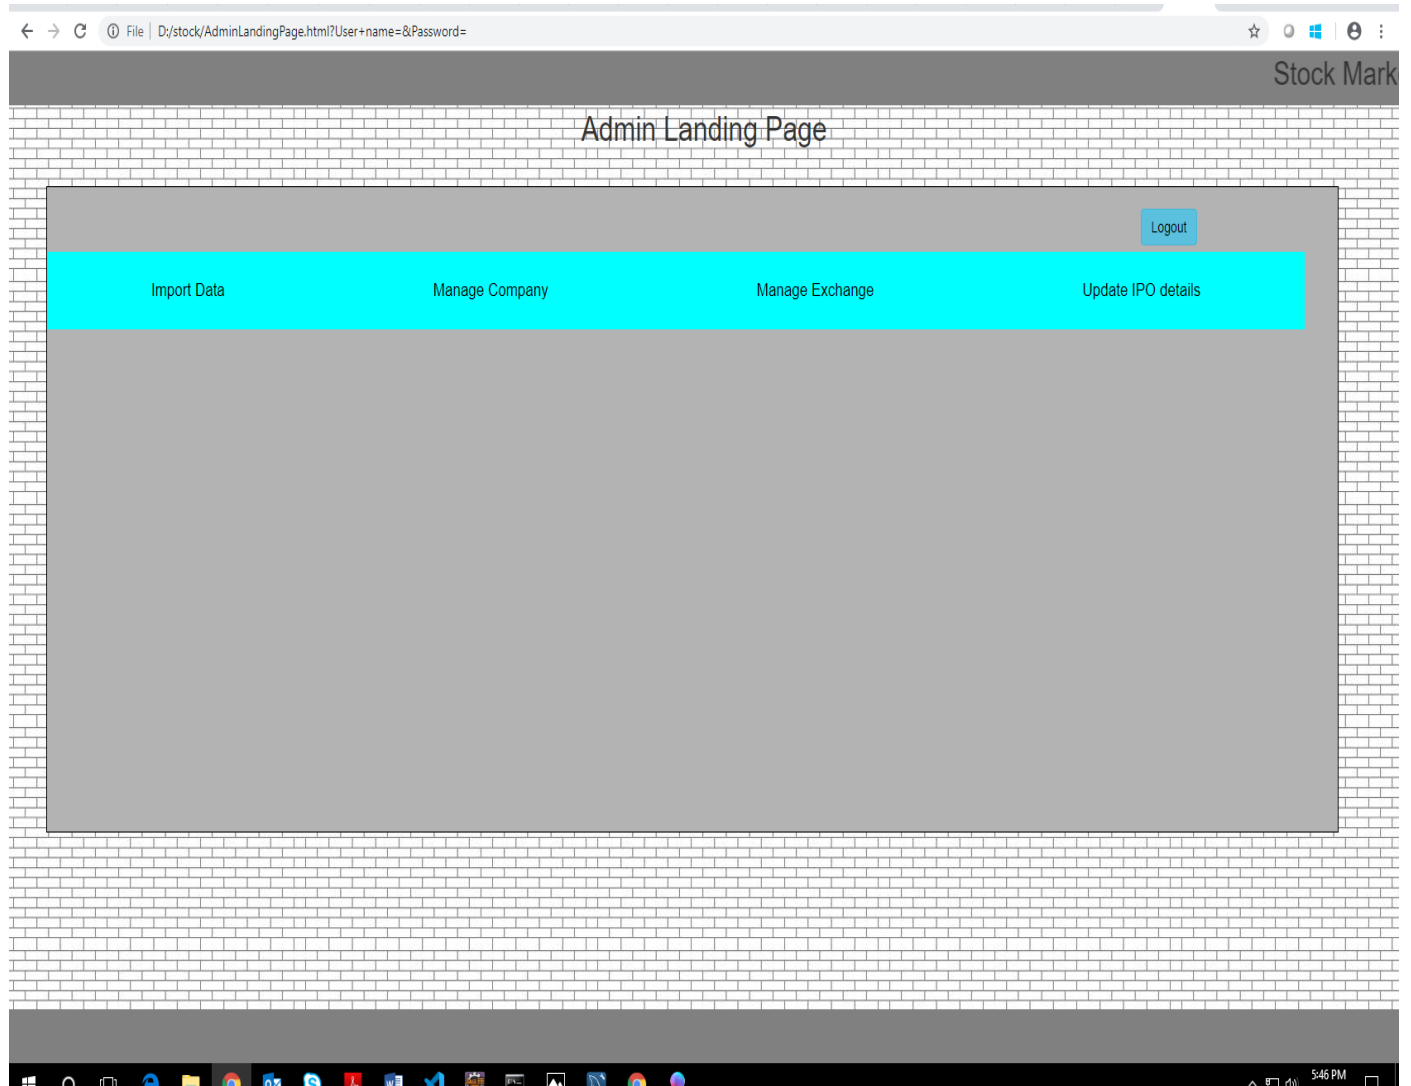 File | D:/stock/AdminLandingPage.html?User+name=&Password=
Stock Mark
Admin Landing Page
Logout
Import Data Manage Company Manage Exchange Update IPO details
5:46 PM